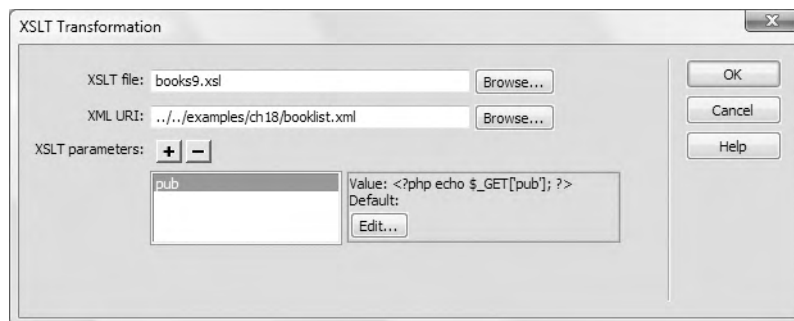 XSLT Transformation
X
XSLT file: books9.xsl Browse... OK
XML URI: ../../examples/ch18/booklist.xml Browse... Cancel
XSLT parameters: + − Help
pub
Value: <?php echo $_GET['pub']; ?>
Default:
Edit...